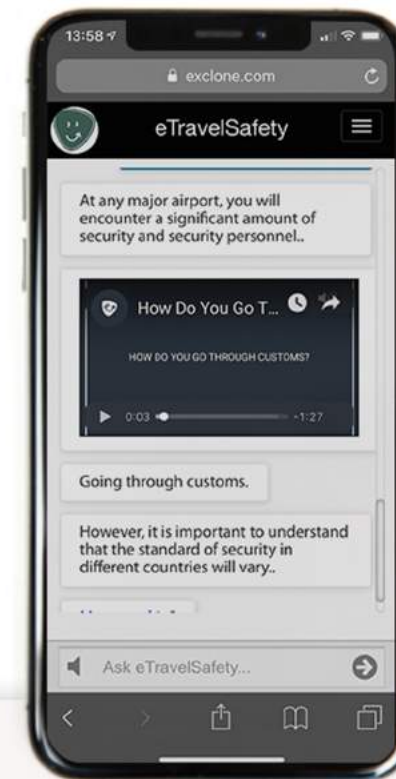 13:58
exclone.com
eTravelSafety
At any major airport, you will
encounter a significant amount of
security and security personnel..
How Do You Go T...
HOW DO YOU GO THROUGH CUSTOMS?
0:03
-1:27
Going through customs.
However, it is important to understand
that the standard of security in
different countries will vary..
Ask eTravelSafety...